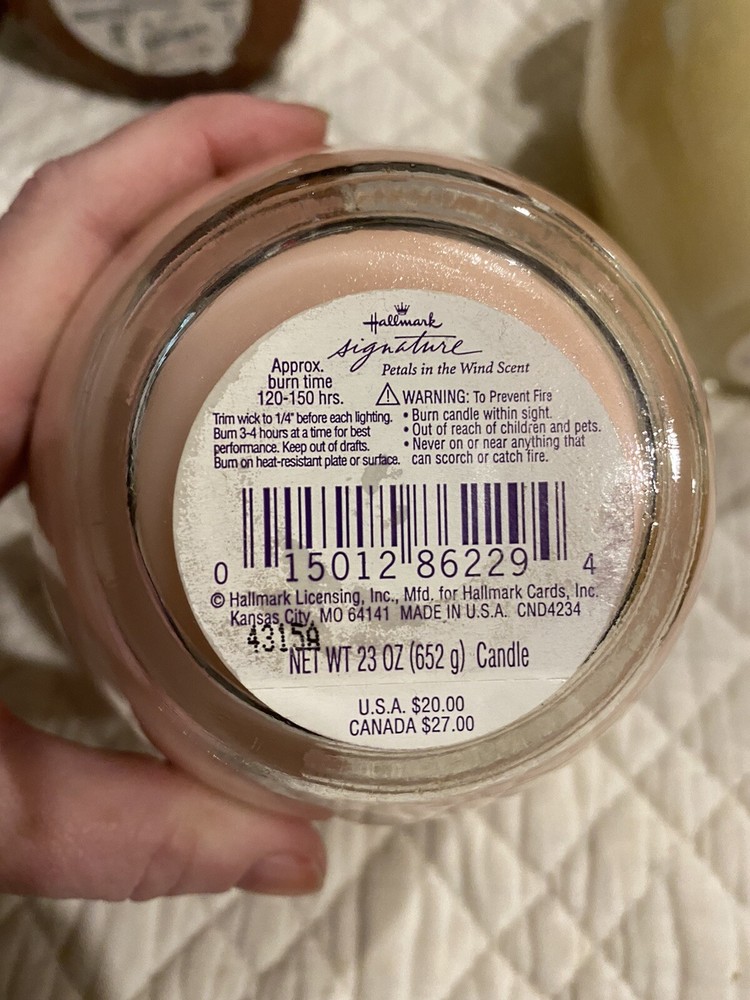 Hallmark
signature
Petals in the Wind Scent
Approx.
burn time
120-150 hrs.
Trim wick to 1/4" before each lighting.
Burn 3-4 hours at a time for best
performance. Keep out of drafts.
Burn on heat-resistant plate or surface.
WARNING: To Prevent Fire
• Burn candle within sight.
• Out of reach of children and pets.
• Never on or near anything that
can scorch or catch fire.
0 15012 86229 4
© Hallmark Licensing, Inc., Mfd. for Hallmark Cards, Inc.
Kansas City, MO 64141 MADE IN U.S.A. CND4234
4315A
NET WT 23 OZ (652 g) Candle
U.S.A. $20.00
CANADA $27.00